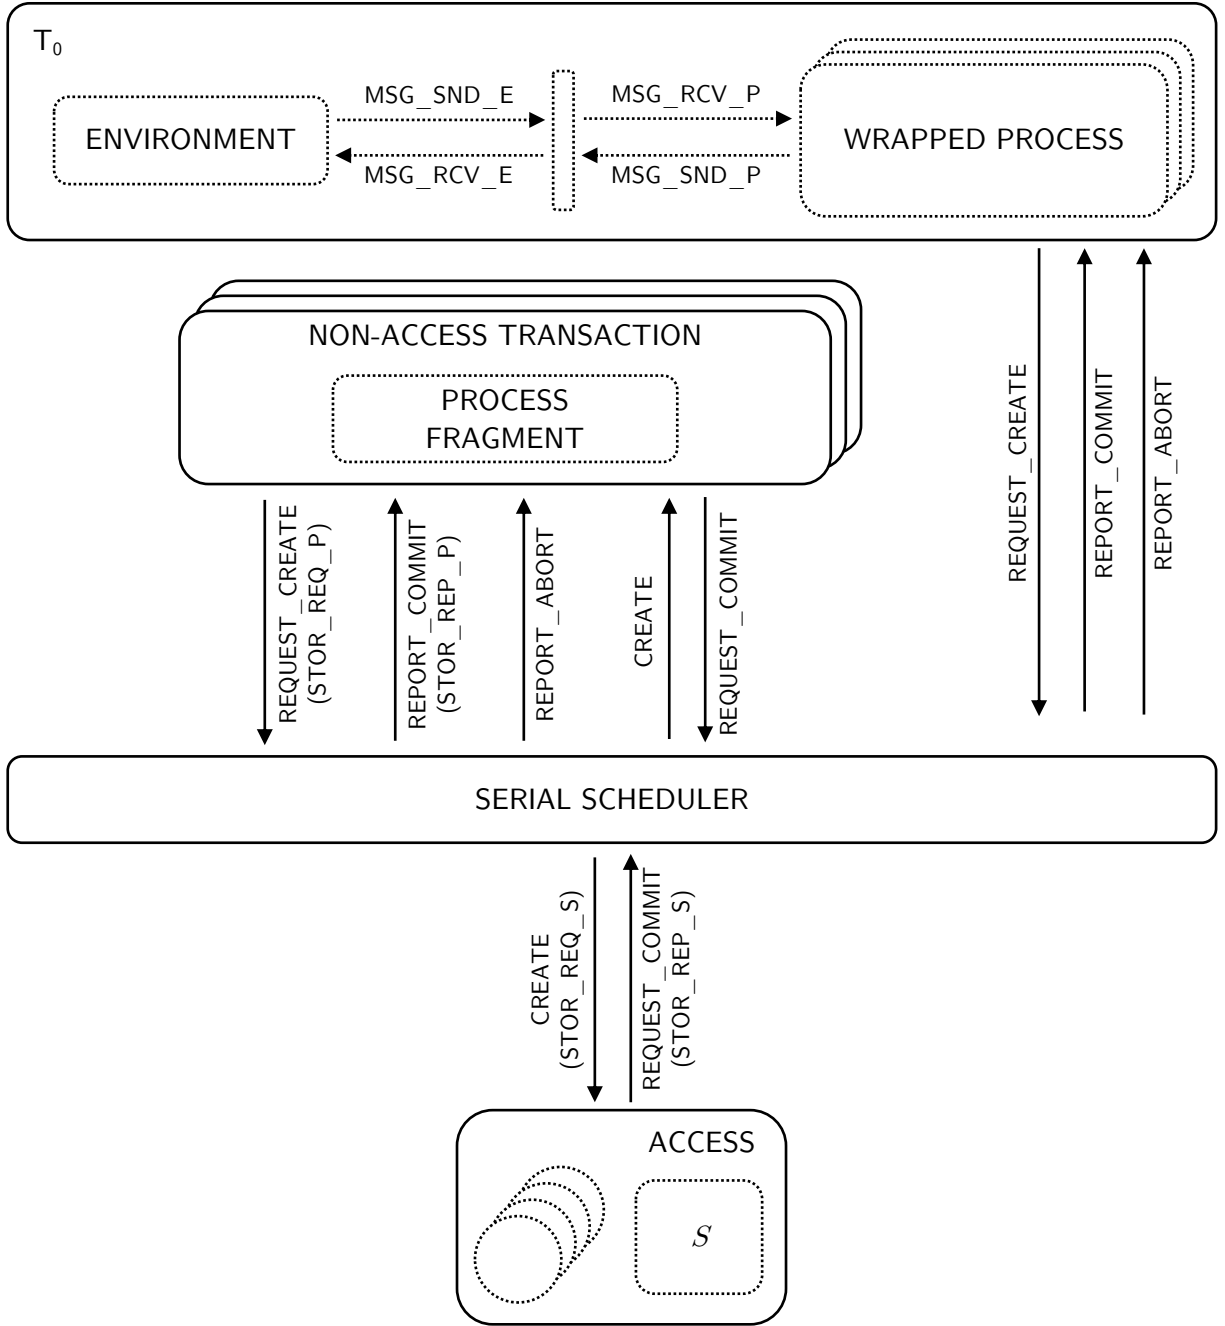 T0
MSG_SND_E
MSG_RCV_P
ENVIRONMENT
WRAPPED PROCESS
MSG_RCV_E
MSG_SND_P
NON-ACCESS TRANSACTION
PROCESS
FRAGMENT
REQUEST_CREATE
REPORT_COMMIT
REPORT_ABORT
REQUEST_CREATE
(STOR_REQ_P)
REPORT_COMMIT
(STOR_REP_P)
REPORT_ABORT
CREATE
REQUEST_COMMIT
SERIAL SCHEDULER
CREATE
(STOR_REQ_S)
REQUEST_COMMIT
(STOR_REP_S)
ACCESS
S